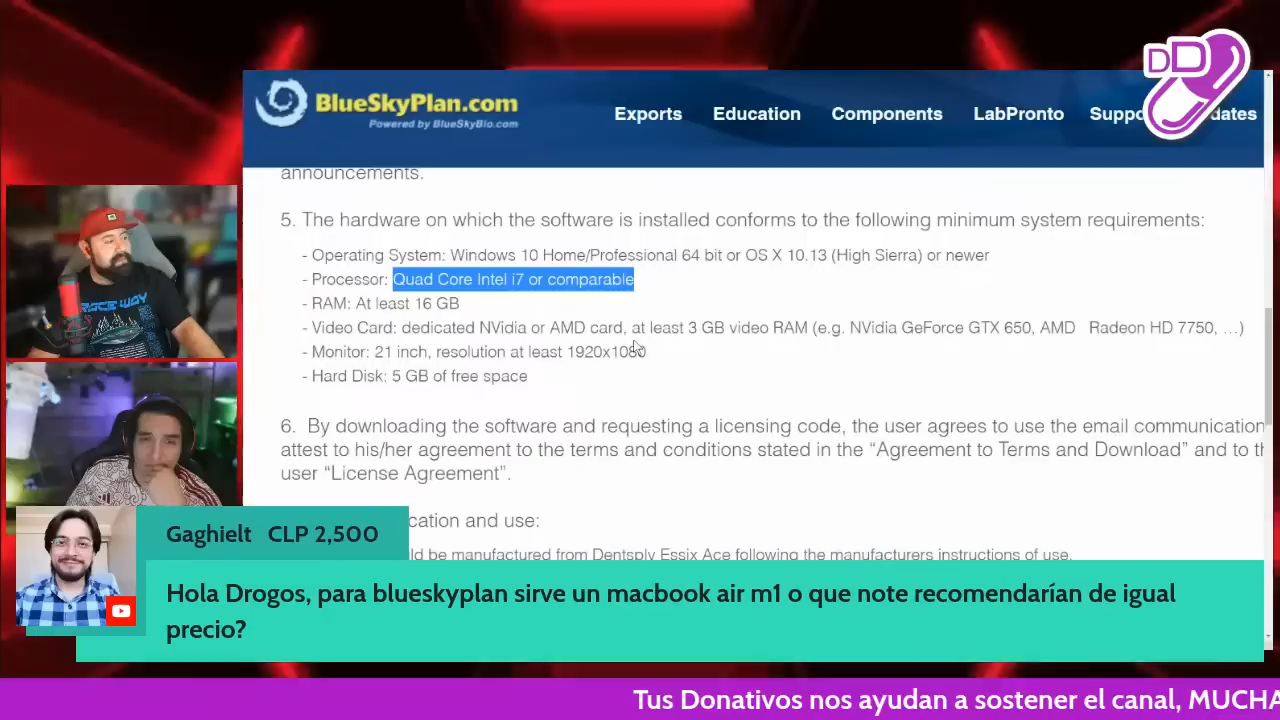 DD
BlueSkyPlan.com
Powered by BlueSkyBio.com
Exports Education Components LabPronto Suppo dates
announcements.
5. The hardware on which the software is installed conforms to the following minimum system requirements:
- Operating System: Windows 10 Home/Professional 64 bit or OS X 10.13 (High Sierra) or newer
- Processor: Quad Core Intel i7 or comparable
- RAM: At least 16 GB
- Video Card: dedicated NVidia or AMD card, at least 3 GB video RAM (e.g. NVidia GeForce GTX 650, AMD Radeon HD 7750, ...)
- Monitor: 21 inch, resolution at least 1920x1080
- Hard Disk: 5 GB of free space
6. By downloading the software and requesting a licensing code, the user agrees to use the email communication
attest to his/her agreement to the terms and conditions stated in the “Agreement to Terms and Download” and to th
user “License Agreement”.
cation and use:
ld be manufactured from Dentsply Essix Ace following the manufacturers instructions of use.
RACE WAY
Gaghielt CLP 2,500
Hola Drogos, para blueskyplan sirve un macbook air m1 o que note recomendarían de igual
precio?
Tus Donativos nos ayudan a sostener el canal, MUCHA